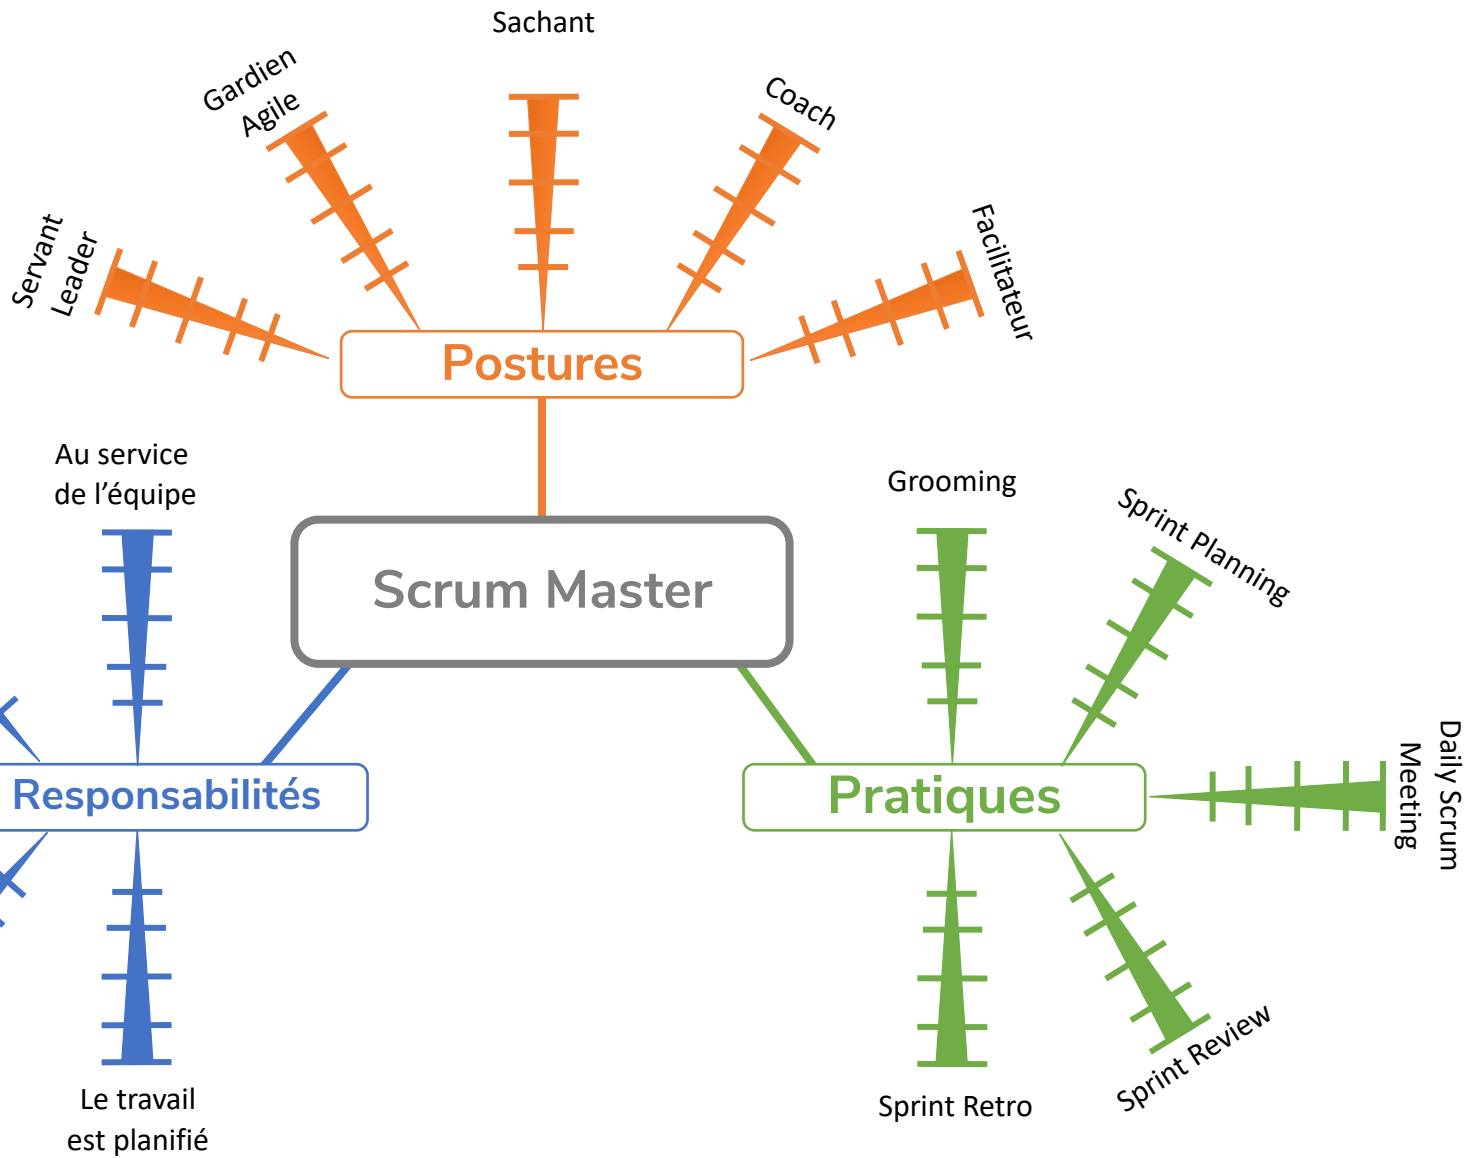 Sachant
Gardien
Agile
Coach
Servant
Leader
Facilitateur
Postures
Au service
de l’équipe
Grooming
Sprint Planning
Scrum Master
Responsabilités
Pratiques
Daily Scrum
Meeting
Le travail
est planifié
Sprint Retro
Sprint Review